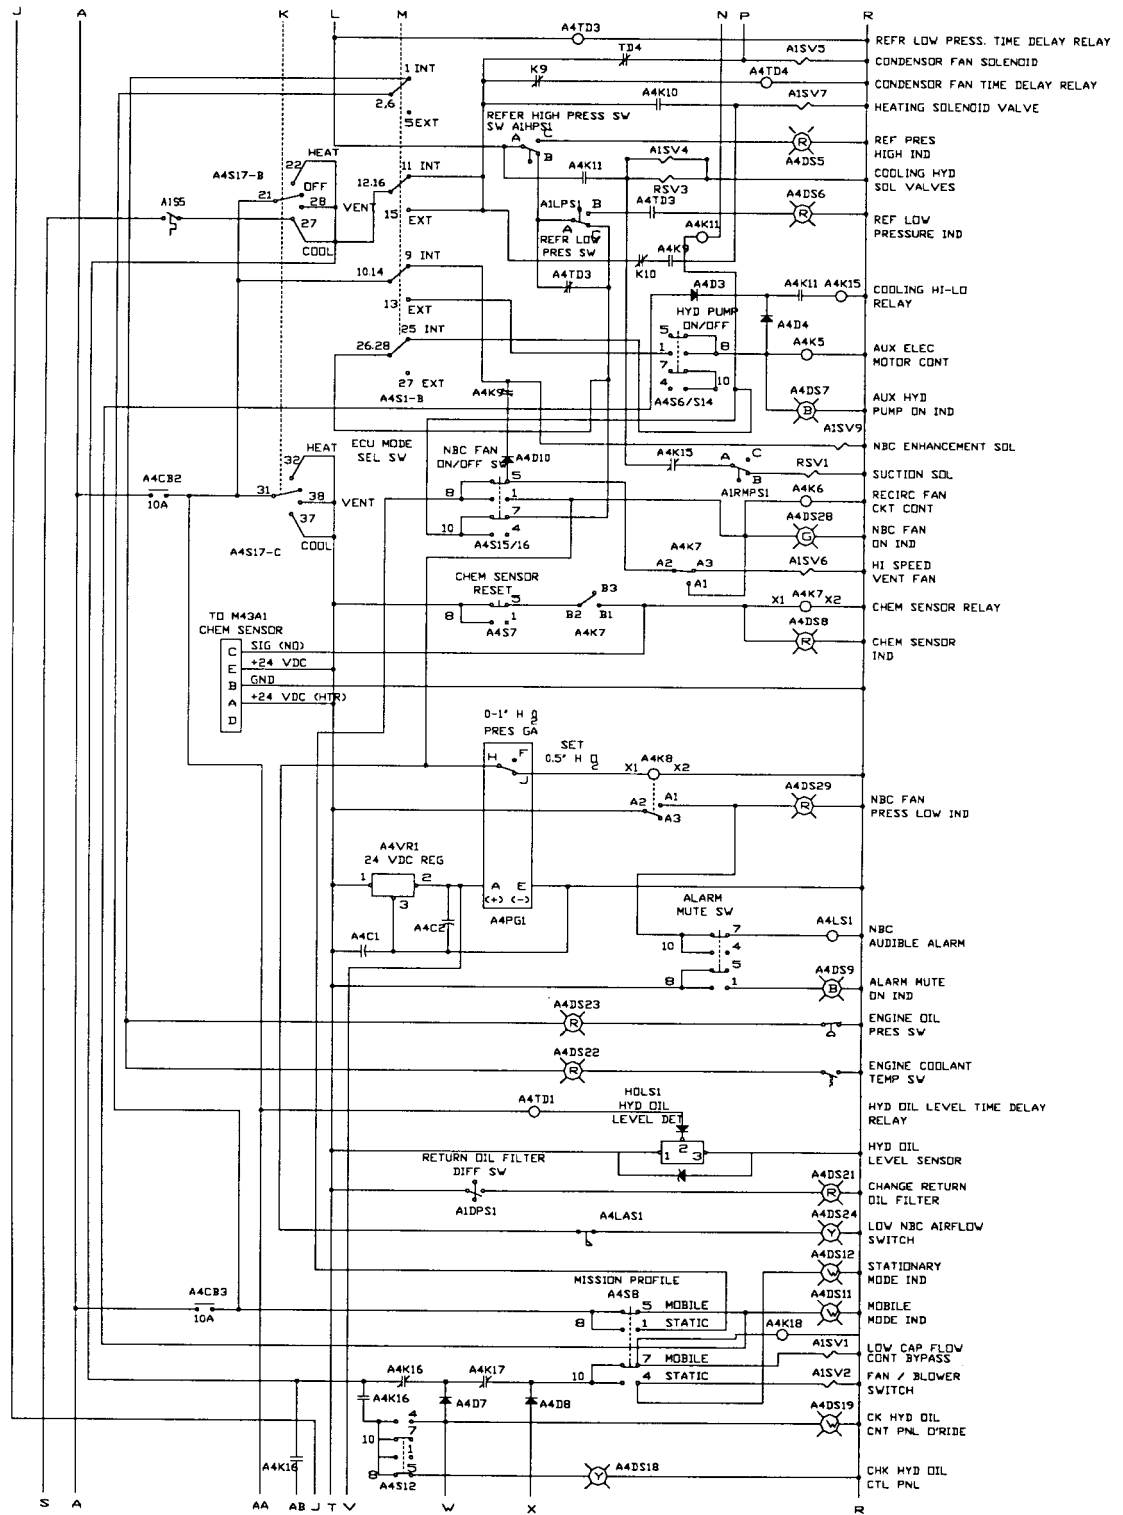 J A K L M N P R
A4TD3
REFR LOW PRESS. TIME DELAY RELAY
TD4
A1SV5
CONDENSOR FAN SOLENOID
1 INT
K9
A4TD4
CONDENSOR FAN TIME DELAY RELAY
2,6
A4K10
A1SV7
HEATING SOLENOID VALVE
5 EXT
REFER HIGH PRESS SW
SW A1HPS1
A C
B
R
A4DS5
REF PRES
HIGH IND
HEAT
22
A4S17-B
OFF
21
28
VENT
27
COOL
11 INT
12.16
15
EXT
A1SV4
A4K11
RSV3
COOLING HYD
SOL VALVES
A1S5
A1LPS1
B
A
C
A4TD3
A4DS6
R
REF LOW
PRESSURE IND
REFR LOW
PRES SW
A4K11
A4K9
K10
9 INT
10.14
13
EXT
A4TD3
A4D3
A4K11 A4K15
COOLING HI-LO
RELAY
HYD PUMP
ON/OFF
A4D4
25 INT
26.28
27 EXT
A4S1-B
5
1 8
7
4 10
A4S6/S14
A4K5
AUX ELEC
MOTOR CONT
A4K9
A4DS7
B
AUX HYD
PUMP ON IND
A1SV9
NBC ENHANCEMENT SOL
ECU MODE
SEL SW
NBC FAN
ON/OFF SW
A4D10
A4K15
A C
B
A1RMPS1
RSV1
SUCTION SOL
HEAT
32
A4CB2
10A
31
38
VENT
37
COOL
A4S17-C
5
8 1
7
10 4
A4S15/16
A4K6
RECIRC FAN
CKT CONT
A4DS28
G
NBC FAN
ON IND
A4K7
A2 A3
A1
A1SV6
HI SPEED
VENT FAN
CHEM SENSOR
RESET
5
8 1
A4S7
B3
B2 B1
A4K7
A4K7
X1 X2
CHEM SENSOR RELAY
A4DS8
R
CHEM SENSOR
IND
TO M43A1
CHEM SENSOR
C SIG (NO)
E +24 VDC
B GND
A +24 VDC (HTR)
D
0-1" H O
2
PRES GA
H F
J
SET
0.5" H O
2
A4K8
X1 X2
A1
A2
A3
A4DS29
R
NBC FAN
PRESS LOW IND
A4VR1
24 VDC REG
1 2
3
A E
(+) (-)
A4PG1
A4C2
A4C1
ALARM
MUTE SW
7
10 4
5
8 1
A4LS1
NBC
AUDIBLE ALARM
A4DS9
B
ALARM MUTE
ON IND
A4DS23
R
ENGINE OIL
PRES SW
A4DS22
R
ENGINE COOLANT
TEMP SW
A4TD1
HOLS1
HYD OIL
LEVEL DET
HYD OIL LEVEL TIME DELAY
RELAY
1 2 3
HYD OIL
LEVEL SENSOR
RETURN OIL FILTER
DIFF SW
A1DPS1
A4DS21
R
CHANGE RETURN
OIL FILTER
A4LAS1
A4DS24
Y
LOW NBC AIRFLOW
SWITCH
A4DS12
W
STATIONARY
MODE IND
A4CB3
10A
MISSION PROFILE
A4S8
5 MOBILE
8 1 STATIC
7 MOBILE
10 4 STATIC
A4DS11
W
MOBILE
MODE IND
A4K18
A1SV1
LOW CAP FLOW
CONT BYPASS
A1SV2
FAN / BLOWER
SWITCH
A4K16 A4K17
A4K16
A4D7
A4D8
A4DS19
W
CK HYD OIL
CNT PNL O'RIDE
4
10 7
1
8 5
A4S12
A4K16
Y
A4DS18
CHK HYD OIL
CTL PNL
S A AA AB J T V W X R